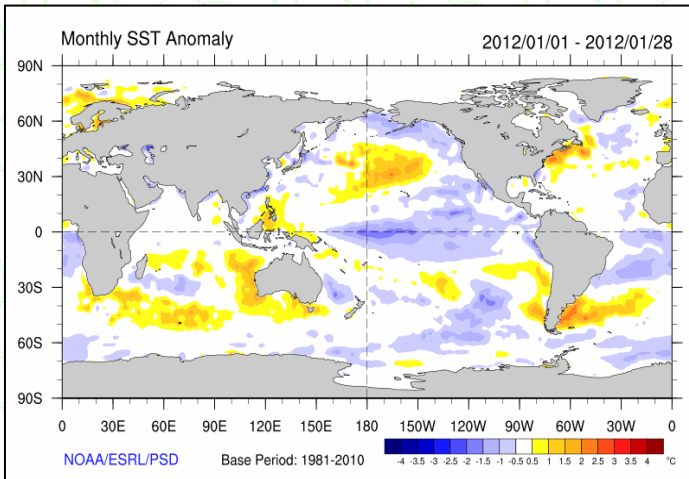 Monthly SST Anomaly 2012/01/01 - 2012/01/28
90N
60N
30N
0
30S
60S
90S
0 30E 60E 90E 120E 150E 180 150W 120W 90W 60W 30W 0
NOAA/ESRL/PSD Base Period: 1981-2010
-4 -3.5 -3 -2.5 -2 -1.5 -1 -0.5 0.5 1 1.5 2 2.5 3 3.5 4 °C